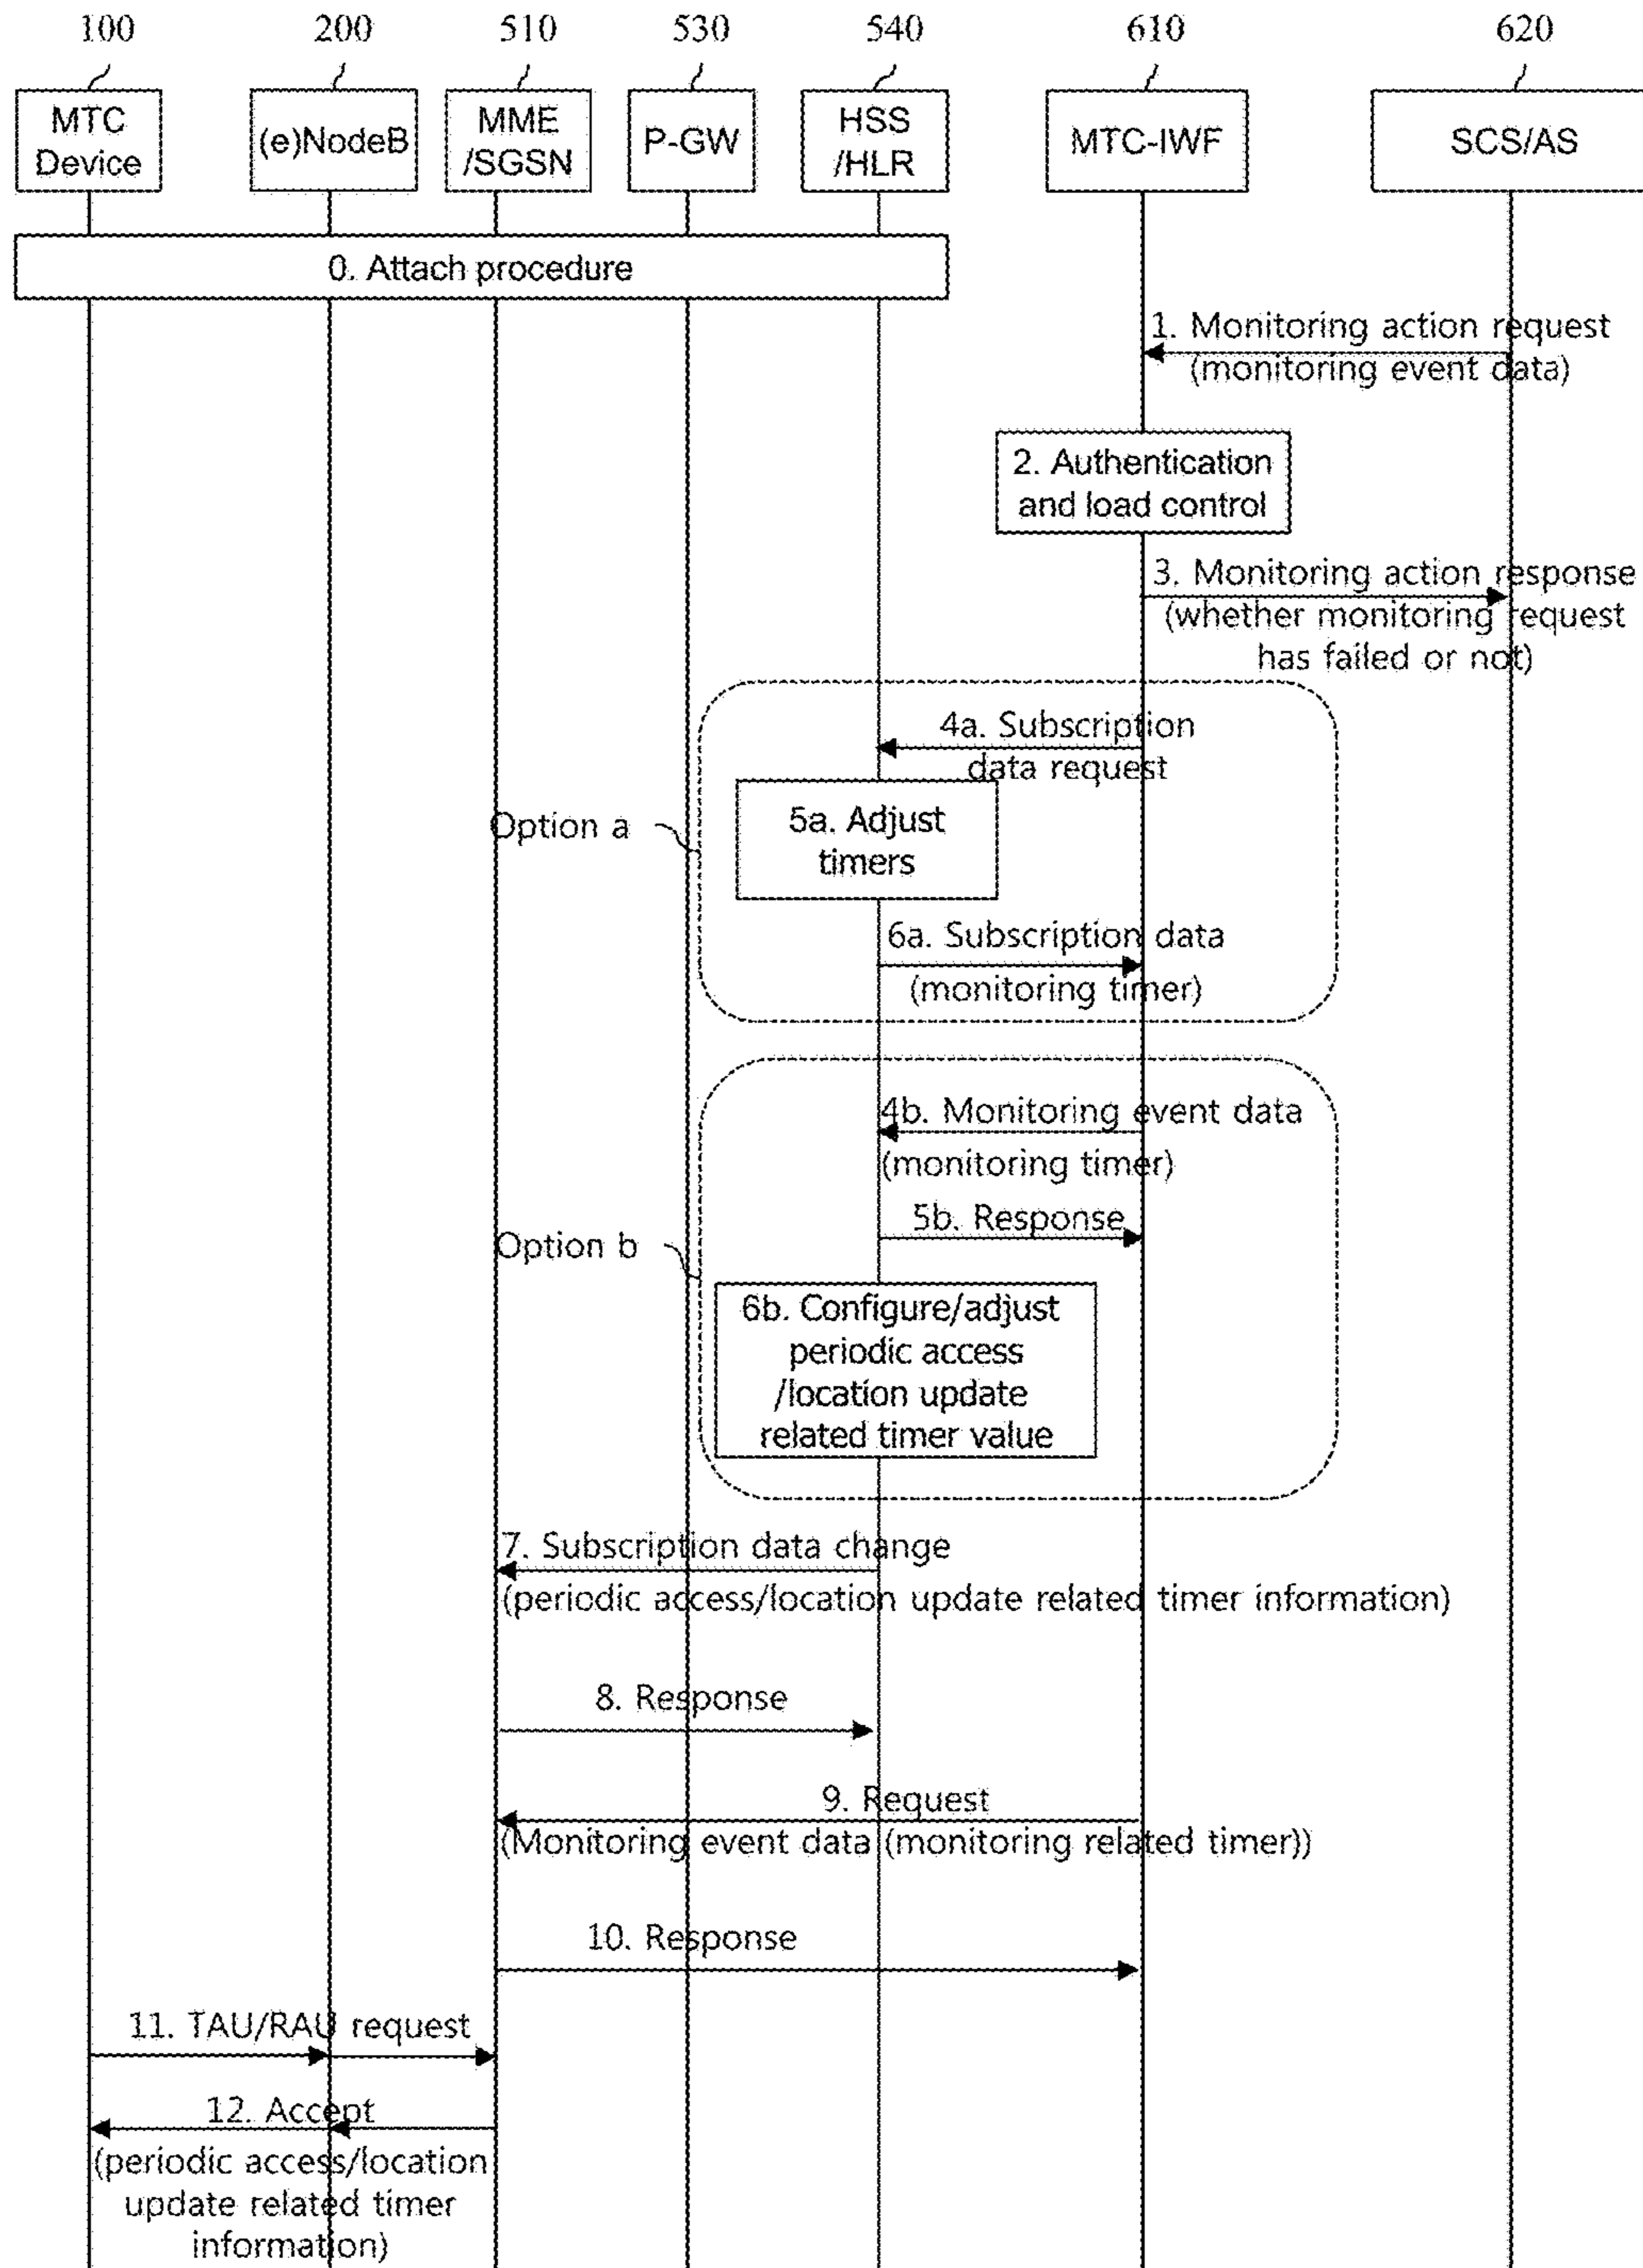 100 200 510 530 540 610 620
MTC
Device
(e)NodeB
MME
/SGSN
P-GW
HSS
/HLR
MTC-IWF
SCS/AS
0. Attach procedure
1. Monitoring action request
(monitoring event data)
2. Authentication
and load control
3. Monitoring action response
(whether monitoring request
has failed or not)
4a. Subscription
data request
Option a
5a. Adjust
timers
6a. Subscription data
(monitoring timer)
4b. Monitoring event data
(monitoring timer)
5b. Response
Option b
6b. Configure/adjust
periodic access
/location update
related timer value
7. Subscription data change
(periodic access/location update related timer information)
8. Response
9. Request
(Monitoring event data (monitoring related timer))
10. Response
11. TAU/RAU request
12. Accept
(periodic access/location
update related timer
information)